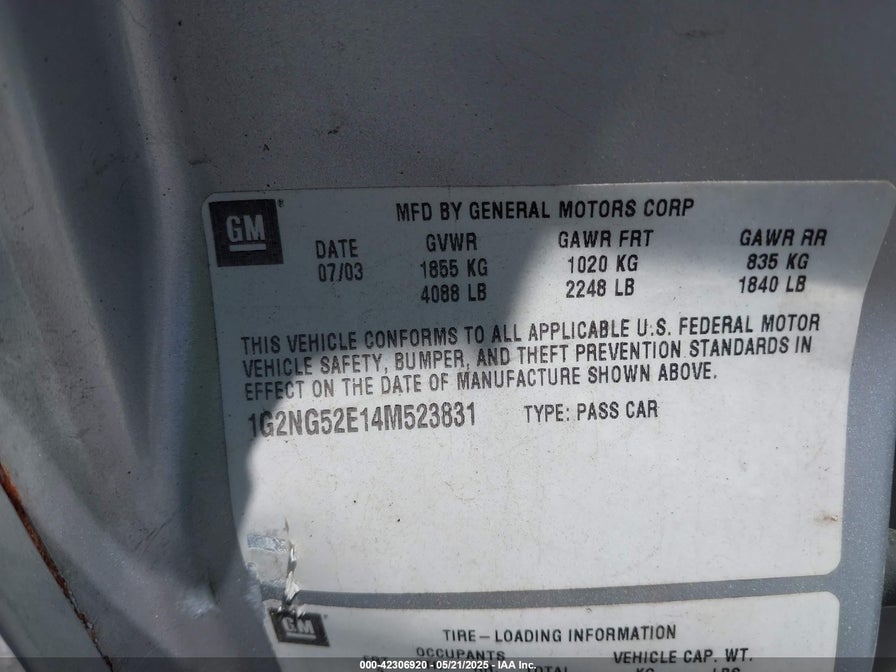 GM®
MFD BY GENERAL MOTORS CORP
DATE GVWR GAWR FRT GAWR RR
07/03 1855 KG 1020 KG 835 KG
4088 LB 2248 LB 1840 LB
THIS VEHICLE CONFORMS TO ALL APPLICABLE U.S. FEDERAL MOTOR
VEHICLE SAFETY, BUMPER, AND THEFT PREVENTION STANDARDS IN
EFFECT ON THE DATE OF MANUFACTURE SHOWN ABOVE.
1G2NG52E14M523831 TYPE: PASS CAR
GM
TIRE-LOADING INFORMATION
OCCUPANTS VEHICLE CAP. WT.
TOTAL KG LBS
000-42306920 - 05/21/2025 - IAA Inc.